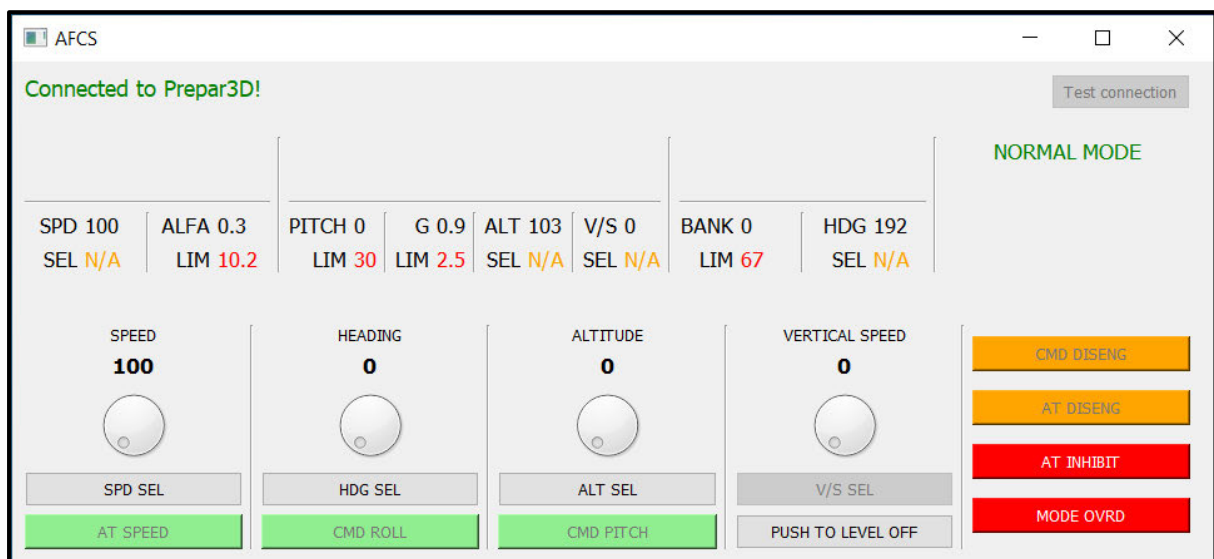 AFCS
Connected to Prepar3D!
Test connection
NORMAL MODE
SPD 100 ALFA 0.3 PITCH 0 G 0.9 ALT 103 V/S 0 BANK 0 HDG 192
SEL N/A LIM 10.2 LIM 30 LIM 2.5 SEL N/A SEL N/A LIM 67 SEL N/A
SPEED HEADING ALTITUDE VERTICAL SPEED
100 0 0 0
CMD DISENG
AT DISENG
AT INHIBIT
MODE OVRD
SPD SEL HDG SEL ALT SEL V/S SEL
AT SPEED CMD ROLL CMD PITCH PUSH TO LEVEL OFF